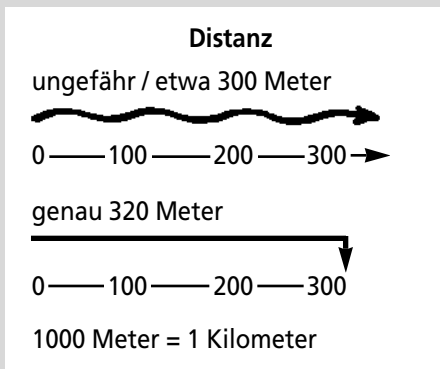 Distanz
ungefähr / etwa 300 Meter
0 100 200 300
genau 320 Meter
0 100 200 300
1000 Meter = 1 Kilometer